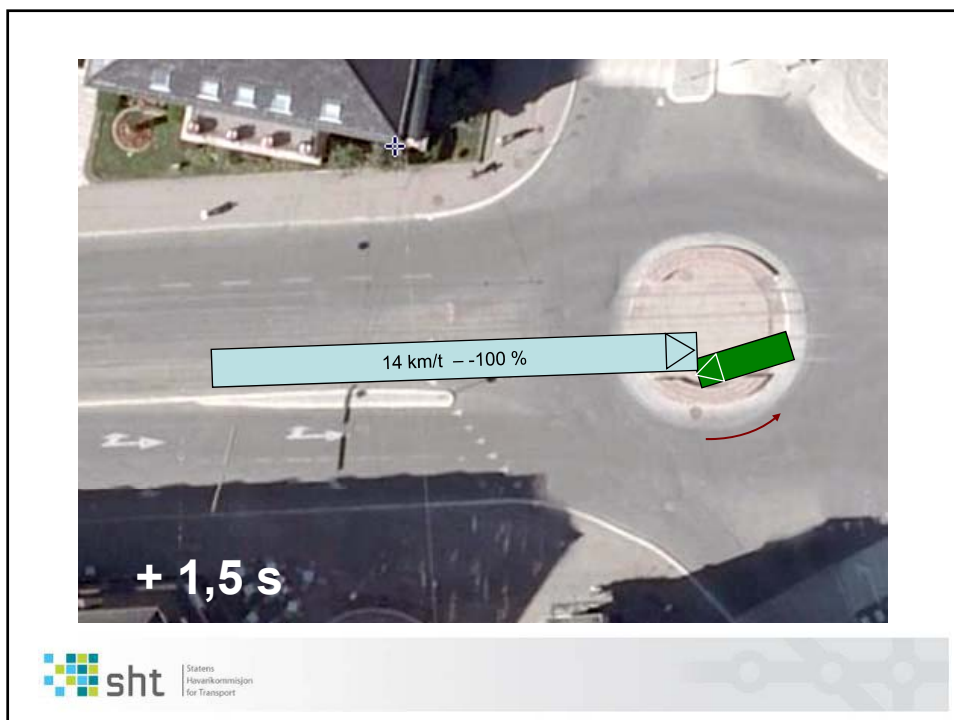 14 km/t – -100 %
+ 1,5 s
sht
Statens
Havarikommisjon
for Transport